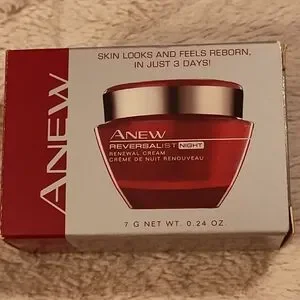 ANEW
SKIN LOOKS AND FEELS REBORN,
IN JUST 3 DAYS!
ANEW
REVERSALIST NIGHT
RENEWAL CREAM
CRÈME DE NUIT RENOUVEAU
7 G NET WT. 0.24 OZ